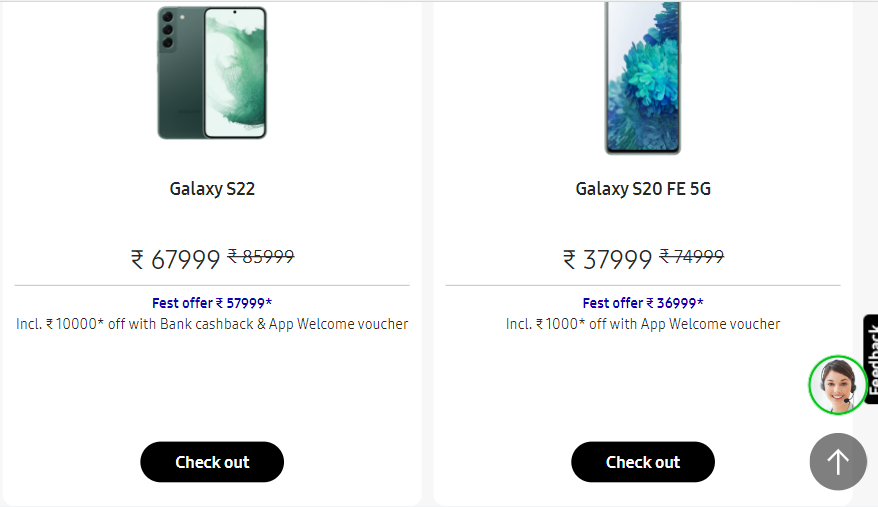 Galaxy S22
₹ 67999 ₹ 85999
Fest offer ₹ 57999*
Incl. ₹ 10000* off with Bank cashback & App Welcome voucher
Check out
Galaxy S20 FE 5G
₹ 37999 ₹ 74999
Fest offer ₹ 36999*
Incl. ₹ 1000* off with App Welcome voucher
Check out
Feedback